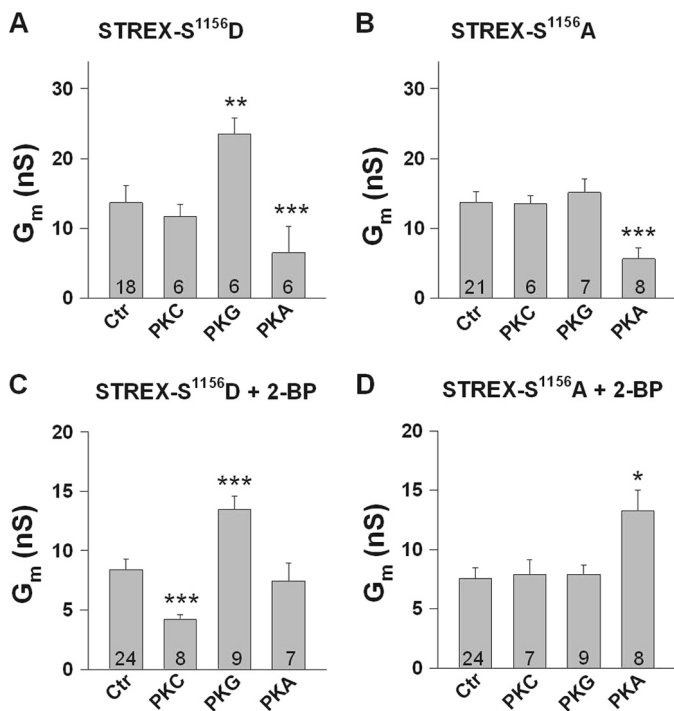 A STREX-S1156D
Gm (nS)
30
20
10
0
**
***
18 6 6 6
Ctr PKC PKG PKA
B STREX-S1156A
Gm (nS)
30
20
10
0
***
21 6 7 8
Ctr PKC PKG PKA
C STREX-S1156D + 2-BP
Gm (nS)
20
15
10
5
0
***
***
24 8 9 7
Ctr PKC PKG PKA
D STREX-S1156A + 2-BP
Gm (nS)
20
15
10
5
0
*
24 7 9 8
Ctr PKC PKG PKA